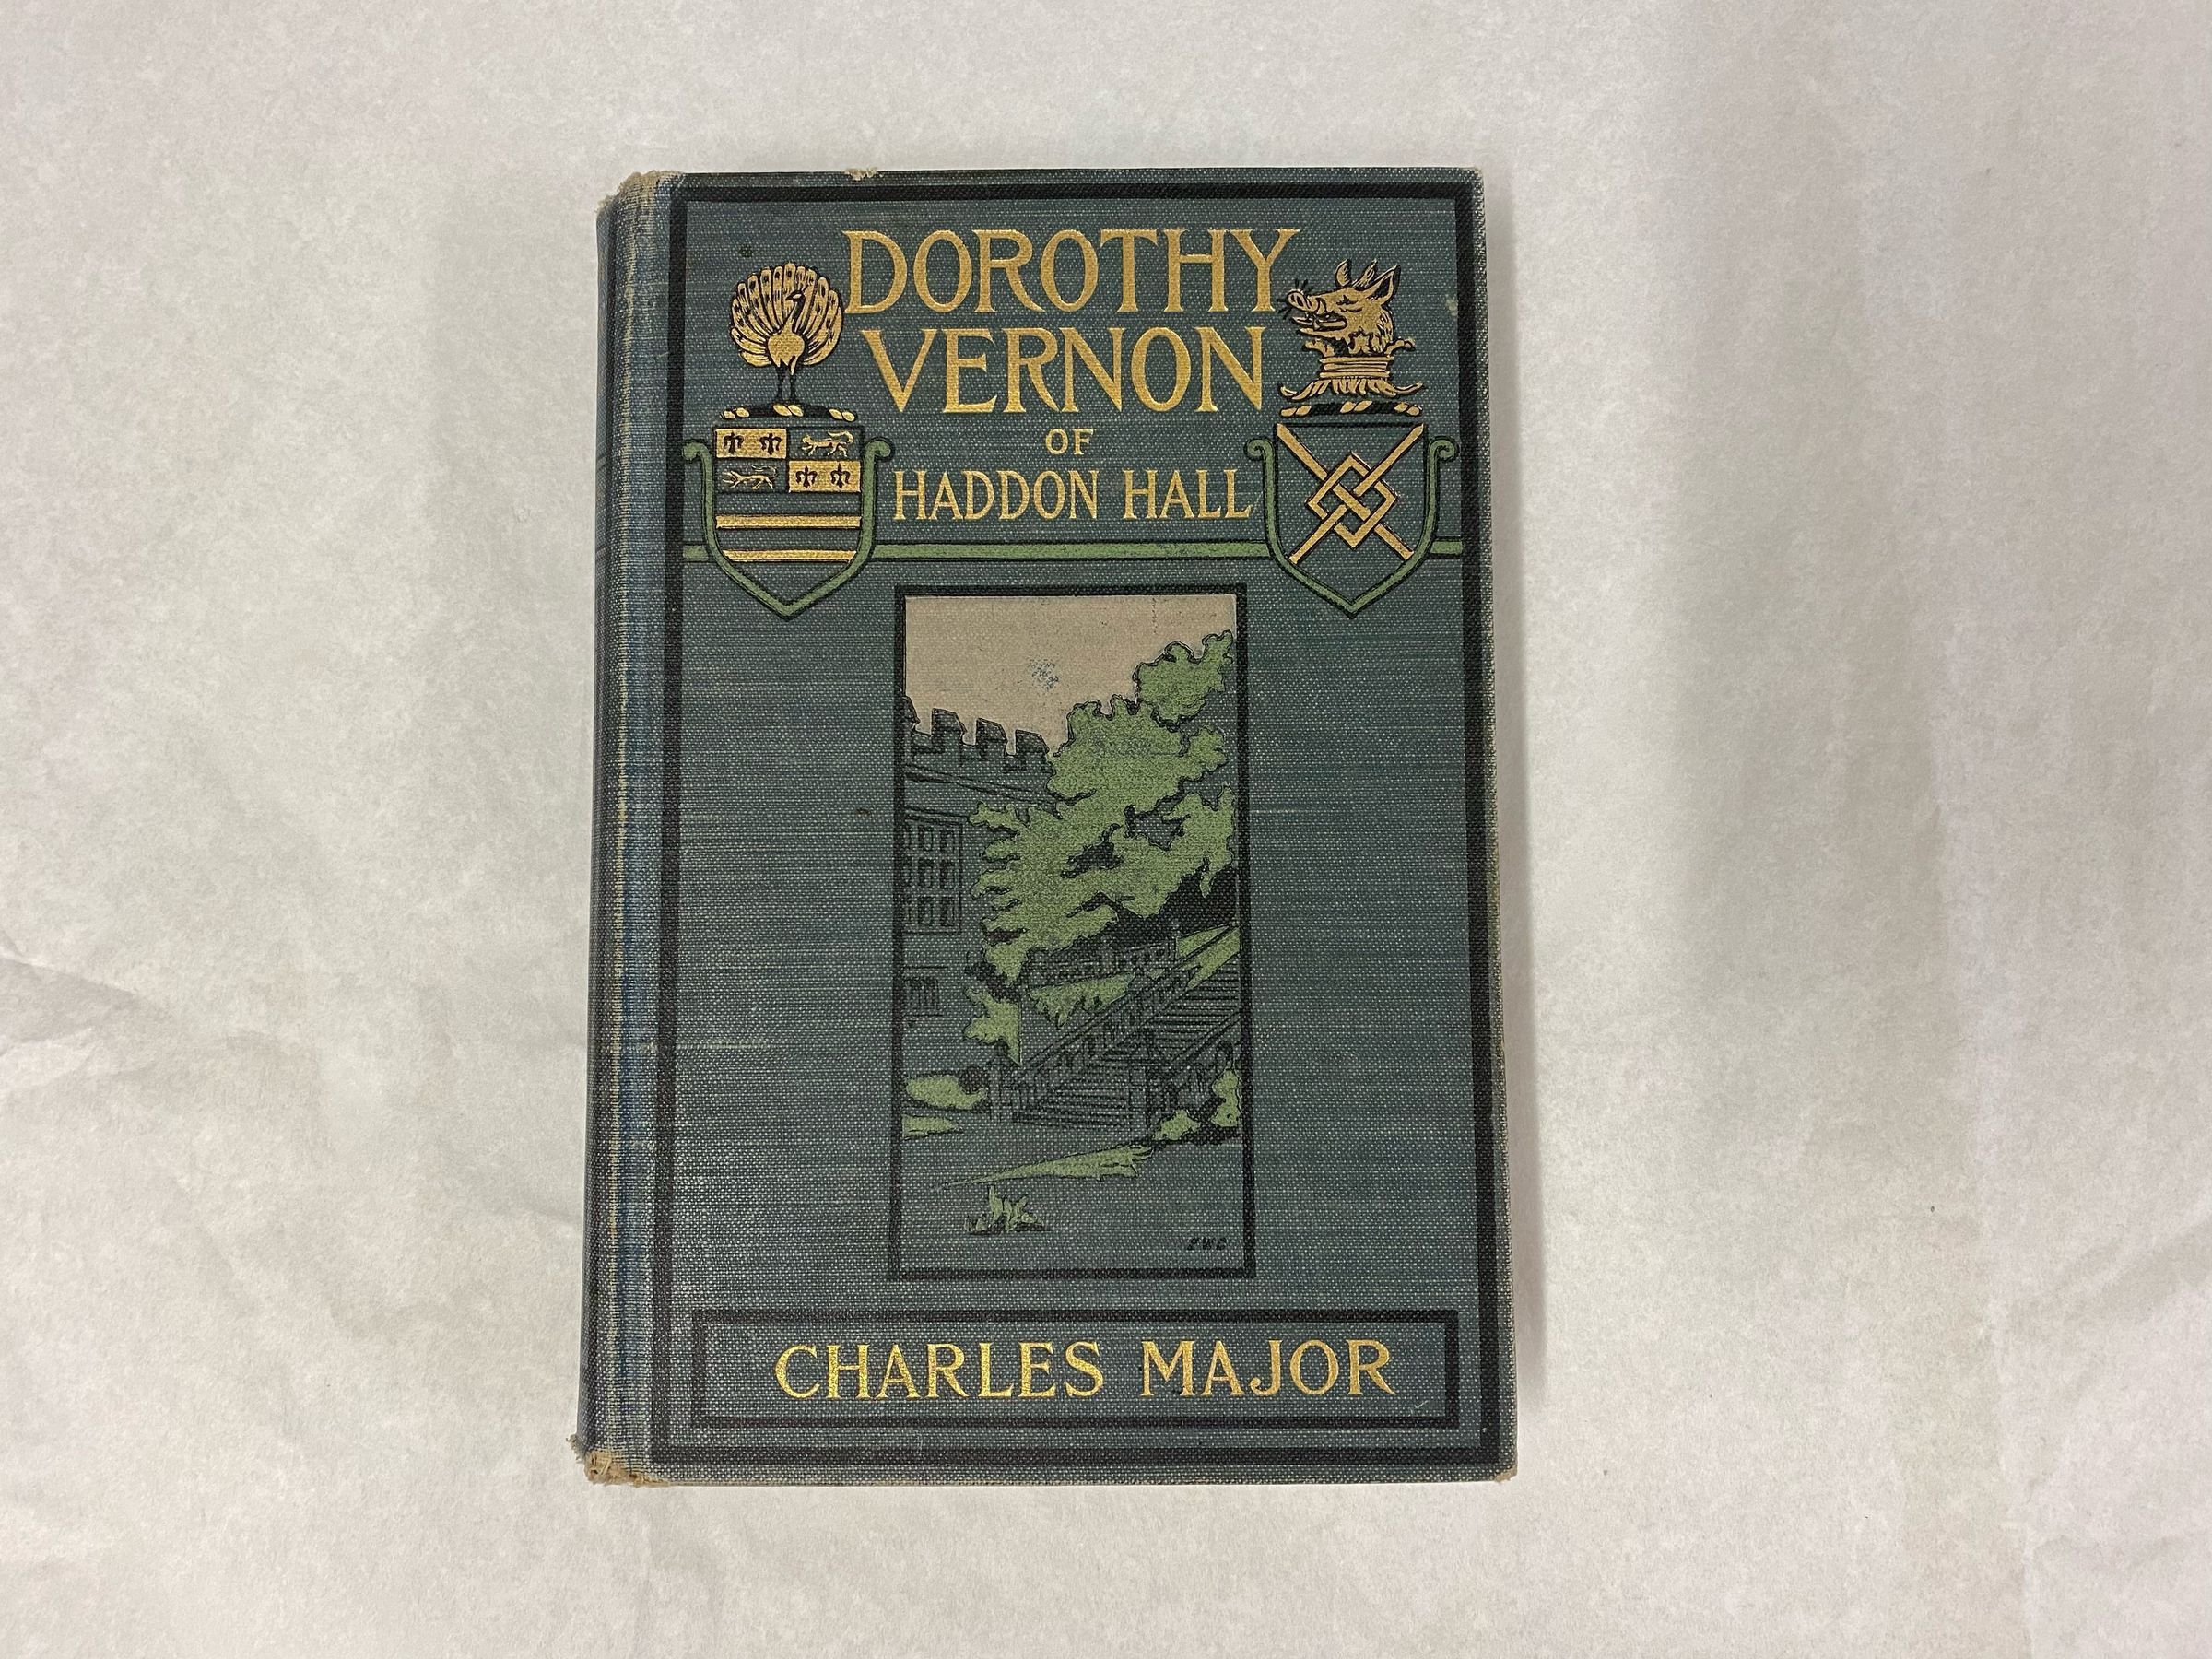 DOROTHY
VERNON
OF
HADDON HALL
CHARLES MAJOR